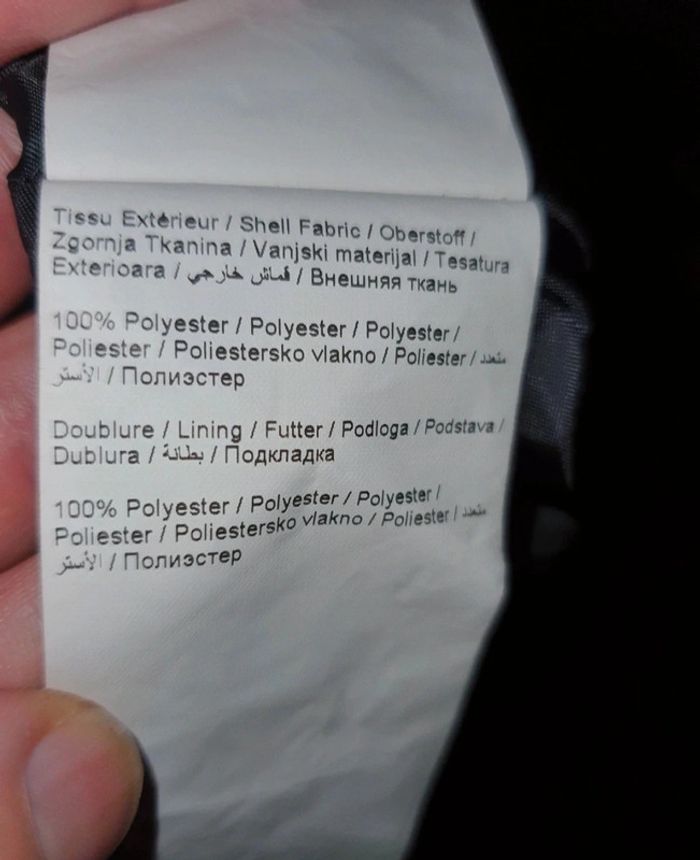 Tissu Extérieur / Shell Fabric / Oberstoff /
Zgornja Tkanina / Vanjski materijal / Tesatura
Exterioara / قماش خارجي / Внешняя ткань
100% Polyester / Polyester / Polyester /
Poliester / Poliestersko vlakno / Poliester / متعدد
الأستر / Полиэстер
Doublure / Lining / Futter / Podloga / Podstava /
Dublura / بطانة / Подкладка
100% Polyester / Polyester / Polyester /
Poliester / Poliestersko vlakno / Poliester / متعدد
الأستر / Полиэстер